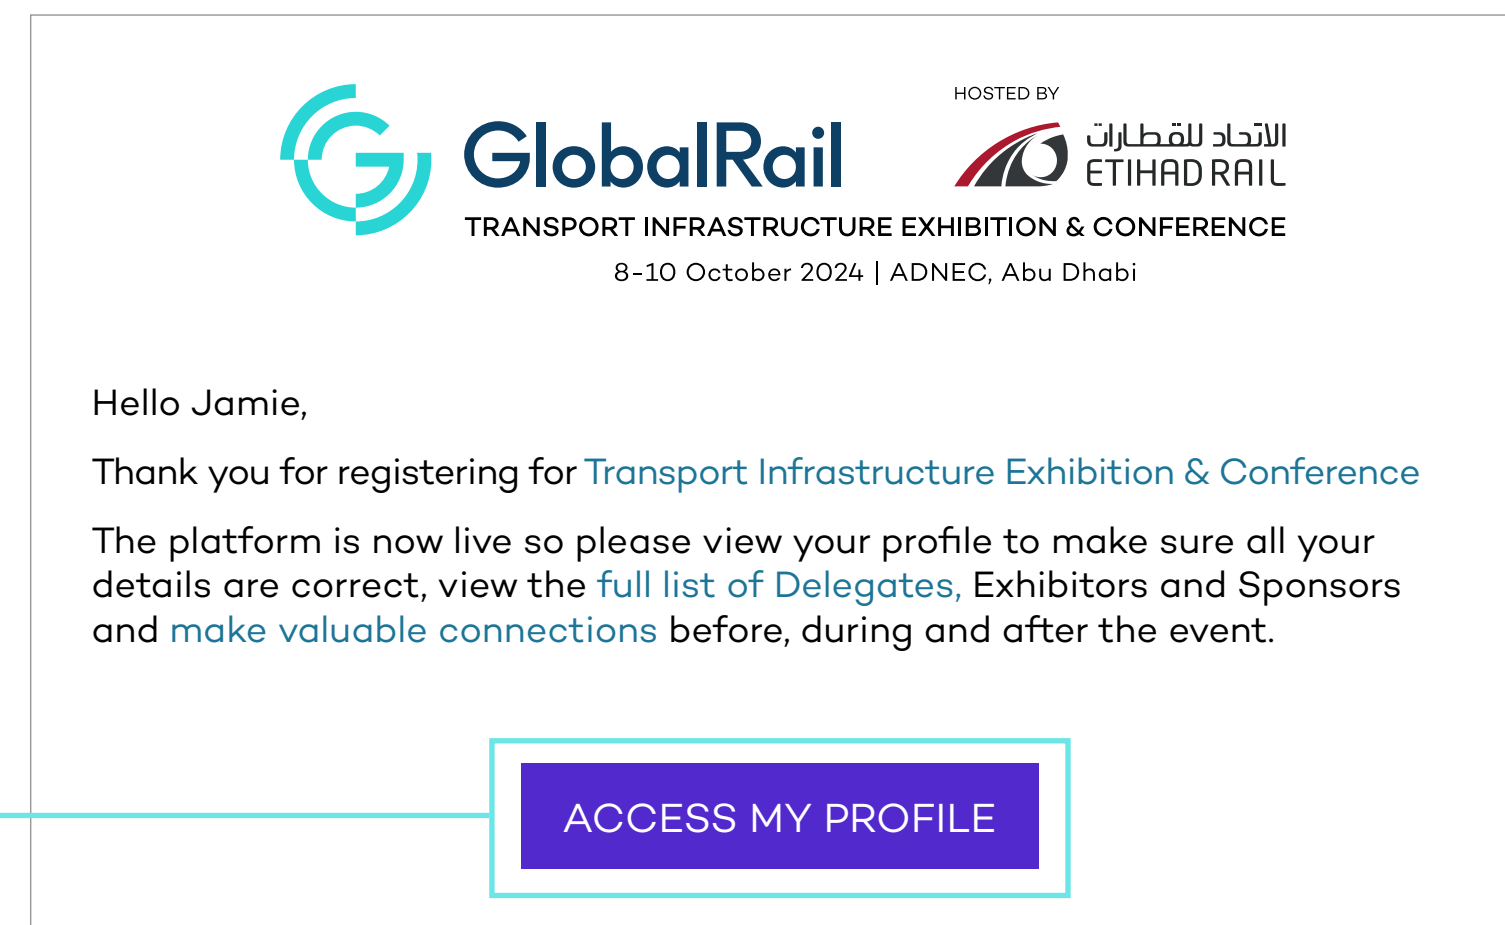 GlobalRail
HOSTED BY
الاتحاد للقطارات
ETIHAD RAIL
TRANSPORT INFRASTRUCTURE EXHIBITION & CONFERENCE
8-10 October 2024 | ADNEC, Abu Dhabi
Hello Jamie,
Thank you for registering for Transport Infrastructure Exhibition & Conference
The platform is now live so please view your profile to make sure all your
details are correct, view the full list of Delegates, Exhibitors and Sponsors
and make valuable connections before, during and after the event.
ACCESS MY PROFILE